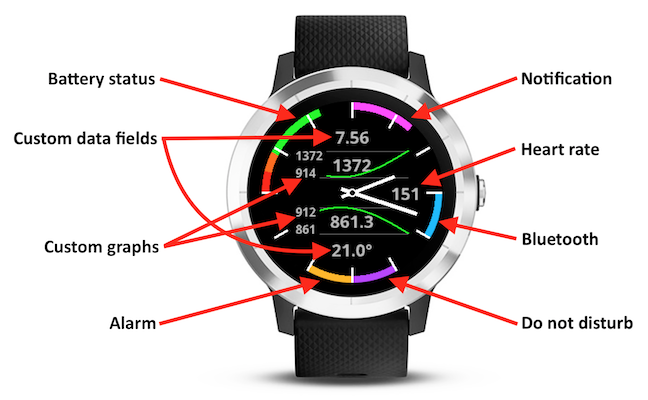 Battery status
Notification
Custom data fields
7.56
Heart rate
1372
1372
914
151
912
861.3
861
Custom graphs
Bluetooth
21.0°
Alarm
Do not disturb